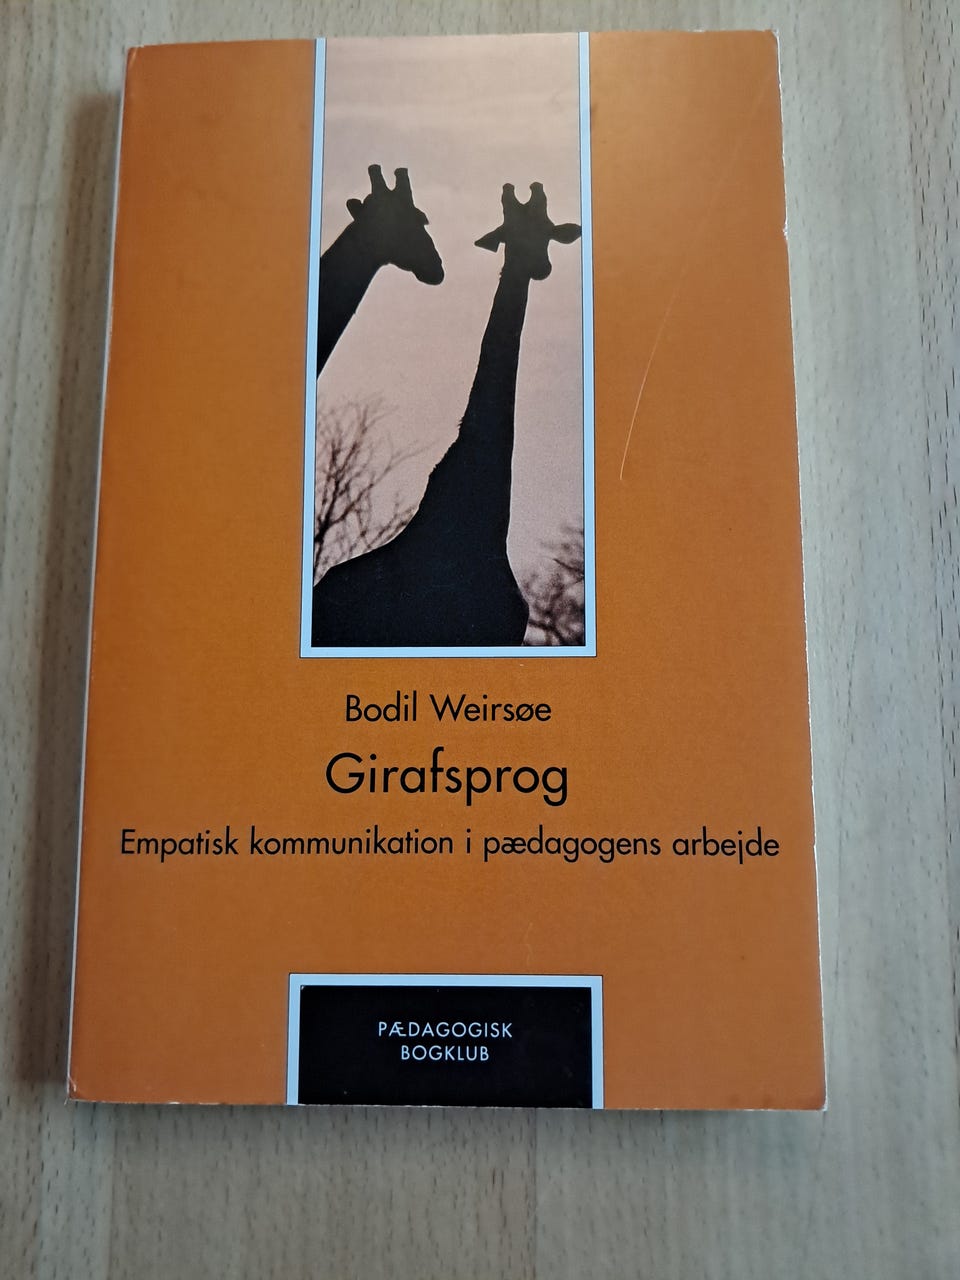 Bodil Weirsøe
Girafsprog
Empatisk kommunikation i pædagogens arbejde
PÆDAGOGISK
BOGKLUB